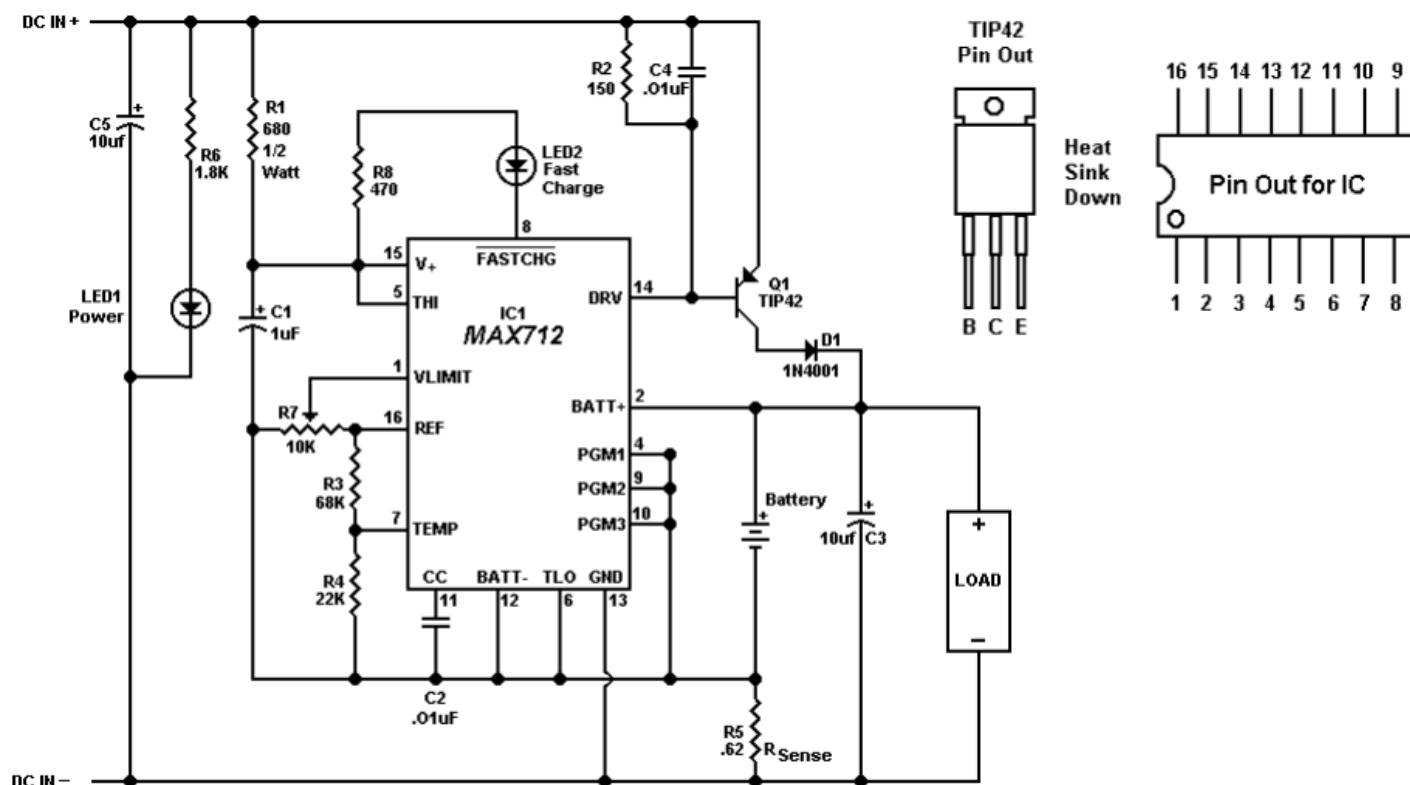 DC IN +
C5
10uf
+
R6
1.8K
R1
680
1/2
Watt
LED1
Power
C1
1uF
+
R8
470
LED2
Fast
Charge
R2
150
C4
.01uF
8
FASTCHG
15
V+
5
THI
IC1
MAX712
DRV
14
Q1
TIP42
D1
1N4001
1
VLIMIT
R7
10K
16
REF
BATT+
2
R3
68K
PGM1
4
PGM2
9
PGM3
10
7
TEMP
R4
22K
CC
BATT-
TLO
GND
11
12
6
13
C2
.01uF
Battery
+
+
10uf C3
+
LOAD
−
R5
.62
R Sense
DC IN −
TIP42
Pin Out
B C E
Heat
Sink
Down
16 15 14 13 12 11 10 9
Pin Out for IC
1 2 3 4 5 6 7 8